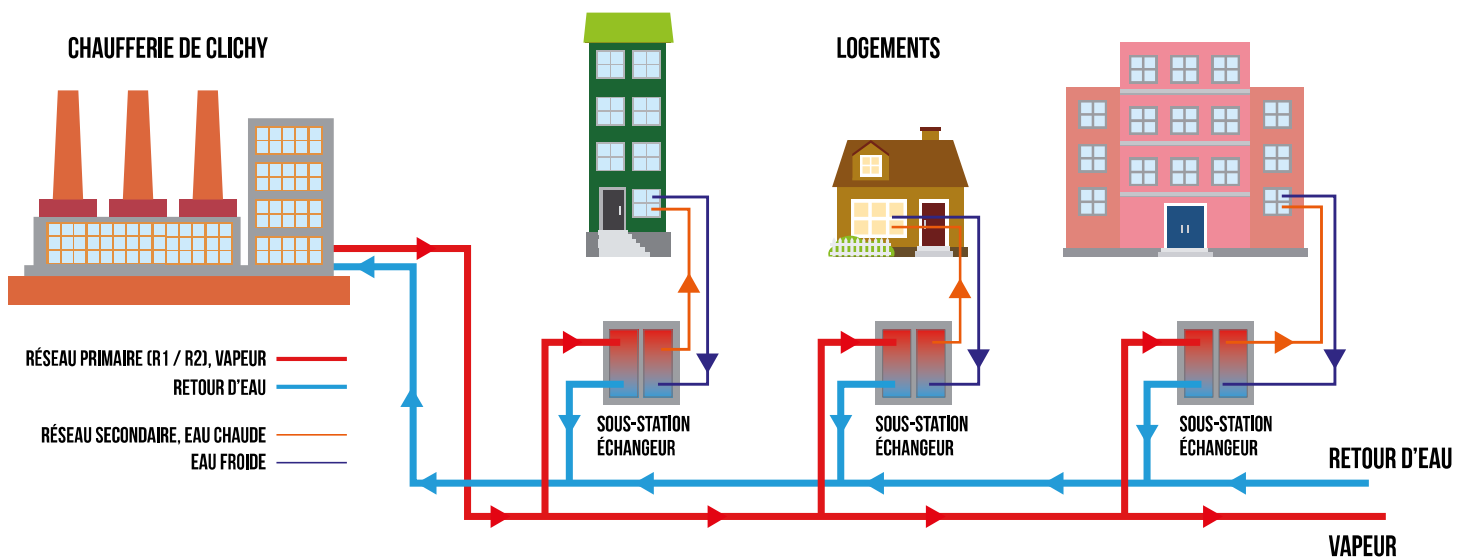 CHAUFFERIE DE CLICHY
LOGEMENTS
RÉSEAU PRIMAIRE (R1 / R2), VAPEUR
RETOUR D'EAU
RÉSEAU SECONDAIRE, EAU CHAUDE
EAU FROIDE
SOUS-STATION
ÉCHANGEUR
SOUS-STATION
ÉCHANGEUR
SOUS-STATION
ÉCHANGEUR
RETOUR D'EAU
VAPEUR